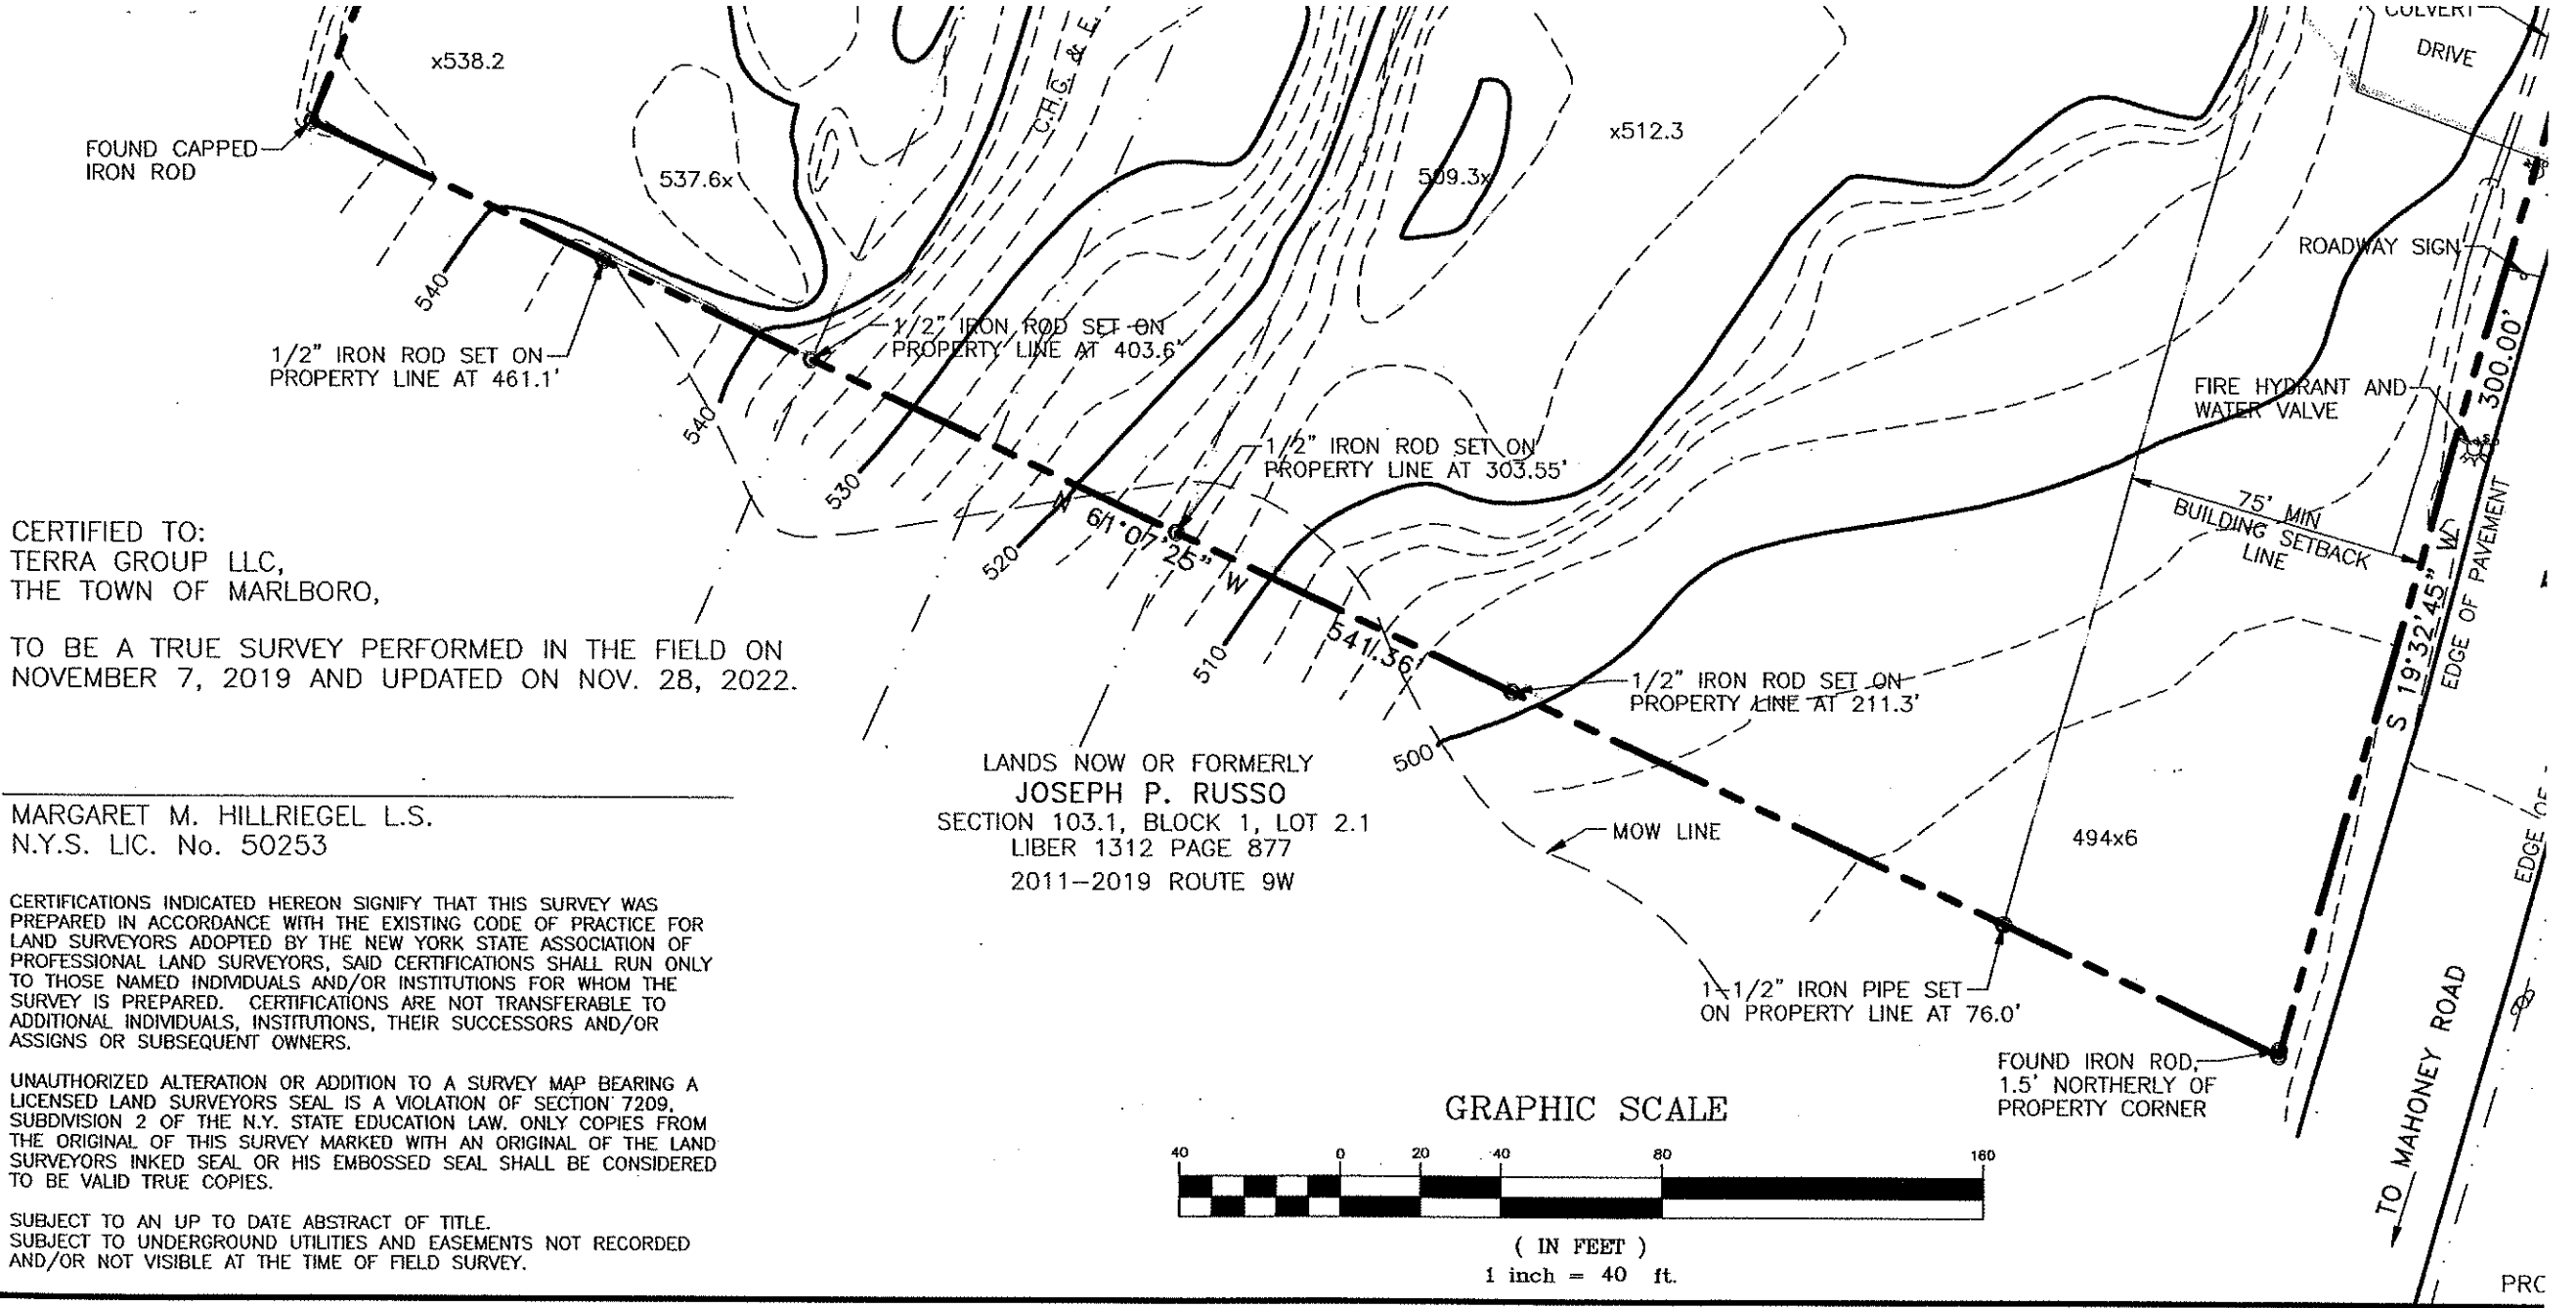 CULVERT
DRIVE
x538.2
C.H.G. & E.
x512.3
FOUND CAPPED
IRON ROD
537.6x
509.3x
ROADWAY SIGN
540
1/2" IRON ROD SET ON
PROPERTY LINE AT 403.6'
300.00'
1/2" IRON ROD SET ON
PROPERTY LINE AT 461.1'
FIRE HYDRANT AND
WATER VALVE
540
530
1/2" IRON ROD SET ON
PROPERTY LINE AT 303.55'
75' MIN
BUILDING SETBACK
LINE
N 61°07'25" W
520
CERTIFIED TO:
TERRA GROUP LLC,
THE TOWN OF MARLBORO,
S 19°32'45" W
EDGE OF PAVEMENT
541.36'
510
TO BE A TRUE SURVEY PERFORMED IN THE FIELD ON
NOVEMBER 7, 2019 AND UPDATED ON NOV. 28, 2022.
1/2" IRON ROD SET ON
PROPERTY LINE AT 211.3'
500
LANDS NOW OR FORMERLY
JOSEPH P. RUSSO
SECTION 103.1, BLOCK 1, LOT 2.1
LIBER 1312 PAGE 877
2011-2019 ROUTE 9W
MOW LINE
494x6
EDGE OF
MARGARET M. HILLRIEGEL L.S.
N.Y.S. LIC. No. 50253
CERTIFICATIONS INDICATED HEREON SIGNIFY THAT THIS SURVEY WAS
PREPARED IN ACCORDANCE WITH THE EXISTING CODE OF PRACTICE FOR
LAND SURVEYORS ADOPTED BY THE NEW YORK STATE ASSOCIATION OF
PROFESSIONAL LAND SURVEYORS, SAID CERTIFICATIONS SHALL RUN ONLY
TO THOSE NAMED INDIVIDUALS AND/OR INSTITUTIONS FOR WHOM THE
SURVEY IS PREPARED. CERTIFICATIONS ARE NOT TRANSFERABLE TO
ADDITIONAL INDIVIDUALS, INSTITUTIONS, THEIR SUCCESSORS AND/OR
ASSIGNS OR SUBSEQUENT OWNERS.
1-1/2" IRON PIPE SET
ON PROPERTY LINE AT 76.0'
FOUND IRON ROD,
1.5' NORTHERLY OF
PROPERTY CORNER
TO MAHONEY ROAD
UNAUTHORIZED ALTERATION OR ADDITION TO A SURVEY MAP BEARING A
LICENSED LAND SURVEYORS SEAL IS A VIOLATION OF SECTION 7209,
SUBDIVISION 2 OF THE N.Y. STATE EDUCATION LAW. ONLY COPIES FROM
THE ORIGINAL OF THIS SURVEY MARKED WITH AN ORIGINAL OF THE LAND
SURVEYORS INKED SEAL OR HIS EMBOSSED SEAL SHALL BE CONSIDERED
TO BE VALID TRUE COPIES.
GRAPHIC SCALE
40 0 20 40 80 160
( IN FEET )
1 inch = 40 ft.
SUBJECT TO AN UP TO DATE ABSTRACT OF TITLE.
SUBJECT TO UNDERGROUND UTILITIES AND EASEMENTS NOT RECORDED
AND/OR NOT VISIBLE AT THE TIME OF FIELD SURVEY.
PRC